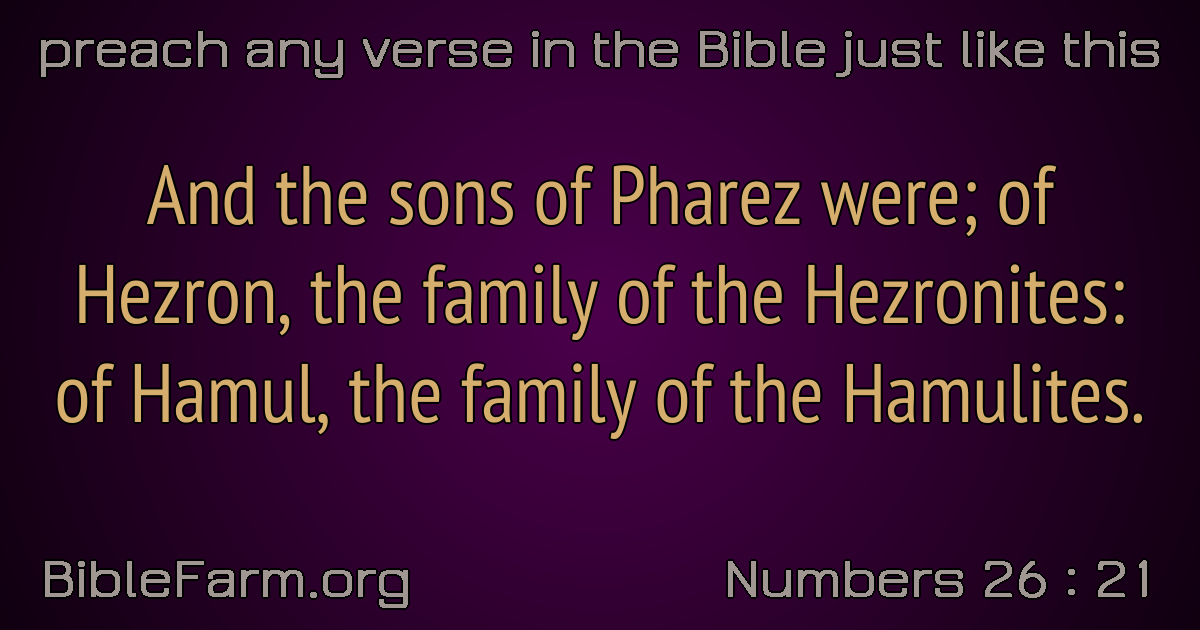 preach any verse in the Bible just like this
And the sons of Pharez were; of
Hezron, the family of the Hezronites:
of Hamul, the family of the Hamulites.
BibleFarm.org
Numbers 26 : 21